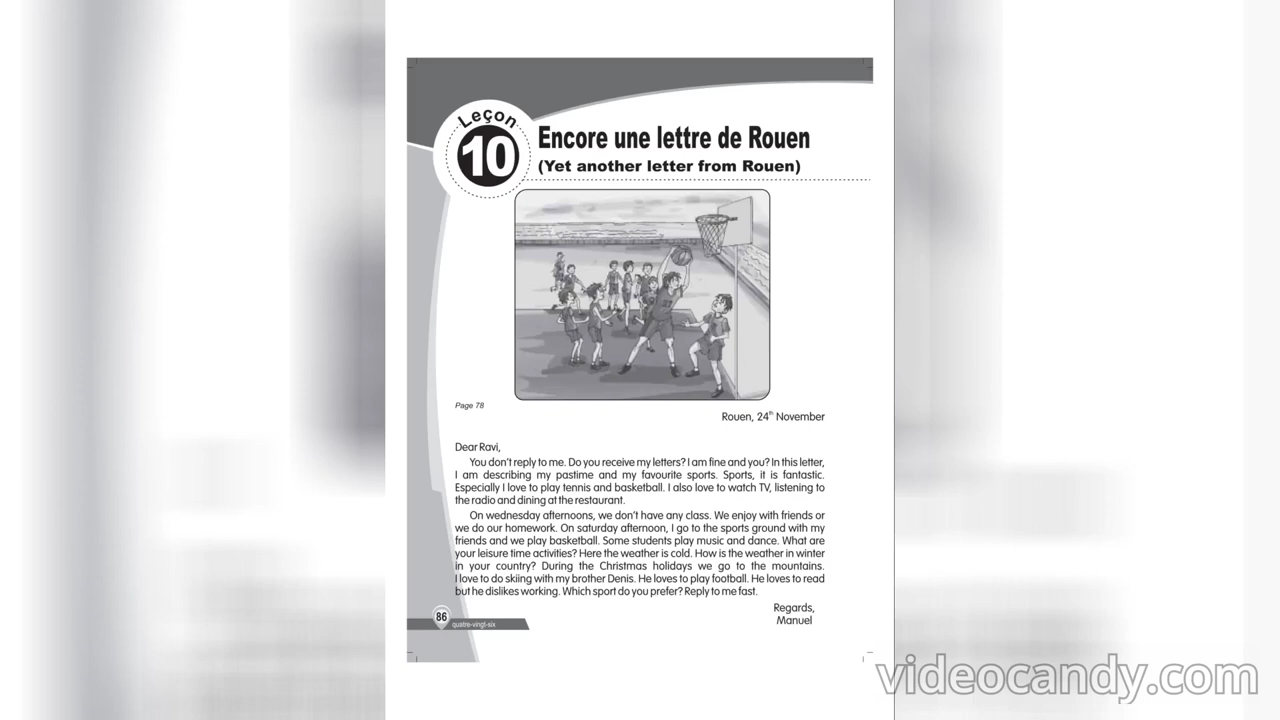 Leçon
10
Encore une lettre de Rouen
(Yet another letter from Rouen)
Page 78
Rouen, 24th November
Dear Ravi,
You don't reply to me. Do you receive my letters? I am fine and you? In this letter,
I am describing my pastime and my favourite sports. Sports, it is fantastic.
Especially I love to play tennis and basketball. I also love to watch TV, listening to
the radio and dining at the restaurant.
On wednesday afternoons, we don't have any class. We enjoy with friends or
we do our homework. On saturday afternoon, I go to the sports ground with my
friends and we play basketball. Some students play music and dance. What are
your leisure time activities? Here the weather is cold. How is the weather in winter
in your country? During the Christmas holidays we go to the mountains.
I love to do skiing with my brother Denis. He loves to play football. He loves to read
but he dislikes working. Which sport do you prefer? Reply to me fast.
Regards,
Manuel
86
quatre-vingt-six
videocandy.com